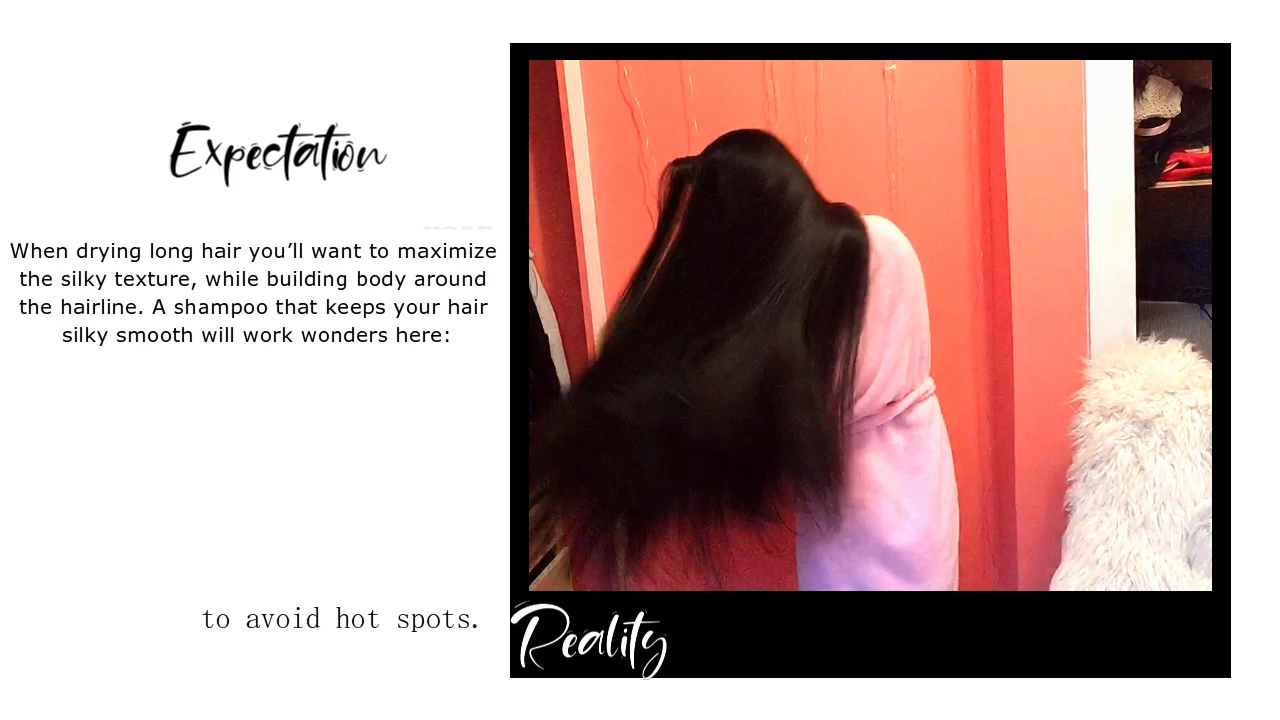 Expectation
When drying long hair you’ll want to maximize
the silky texture, while building body around
the hairline. A shampoo that keeps your hair
silky smooth will work wonders here:
to avoid hot spots.
Reality